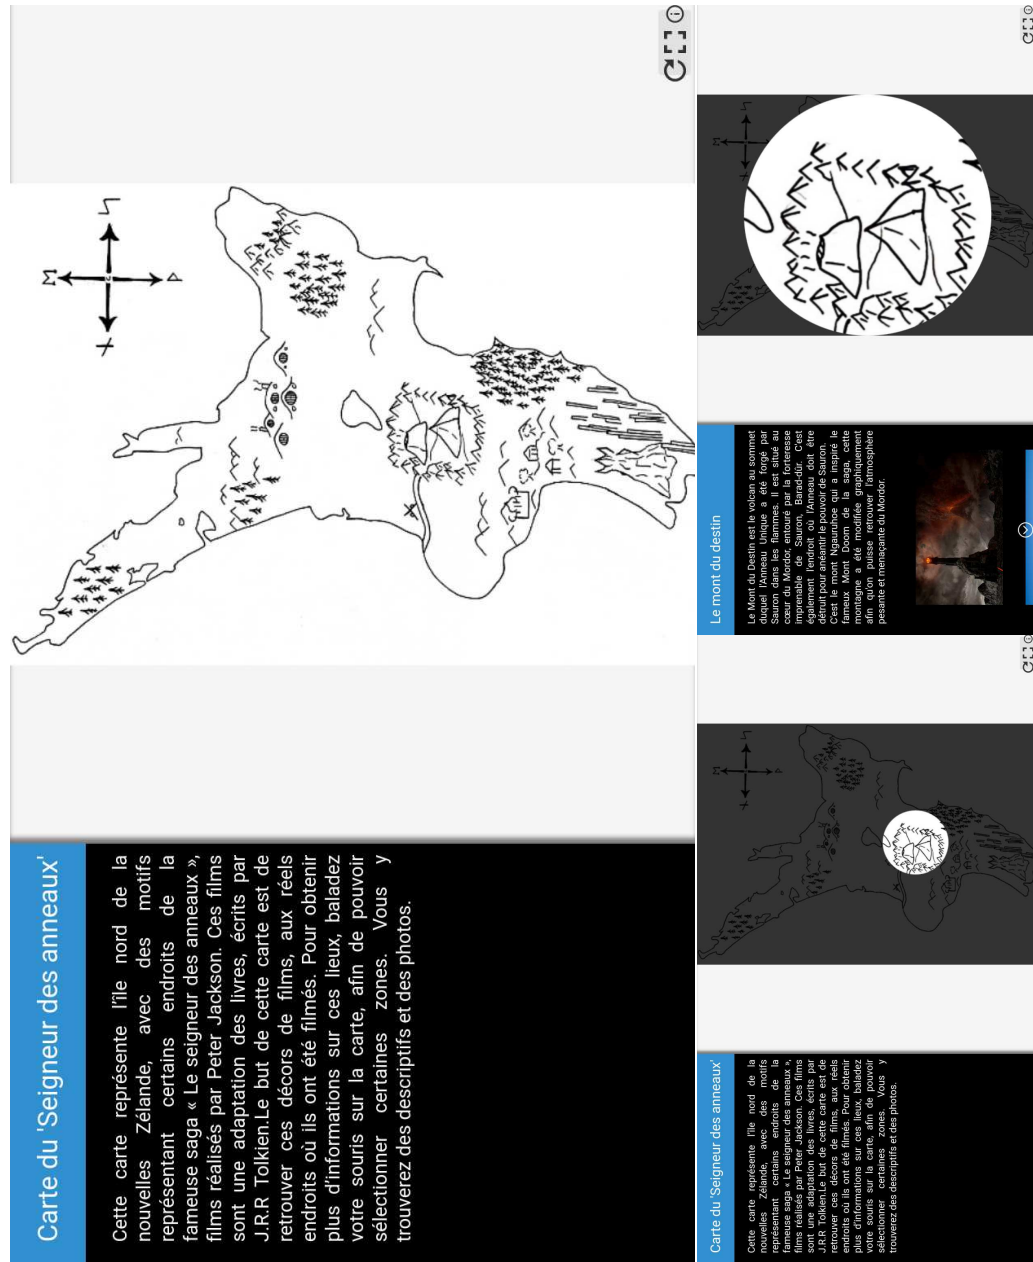 Carte du 'Seigneur des anneaux'
Cette carte représente l'île nord de la
nouvelles Zélande, avec des motifs
représentant certains endroits de la
fameuse saga « Le seigneur des anneaux »,
films réalisés par Peter Jackson. Ces films
sont une adaptation des livres, écrits par
J.R.R Tolkien.Le but de cette carte est de
retrouver ces décors de films, aux réels
endroits où ils ont été filmés. Pour obtenir
plus d'informations sur ces lieux, baladez
votre souris sur la carte, afin de pouvoir
sélectionner certaines zones. Vous y
trouverez des descriptifs et des photos.
Le mont du destin
Le Mont du Destin est le volcan au sommet
duquel l'Anneau Unique a été forgé par
Sauron dans les flammes. Il est situé au
cœur du Mordor, entouré par la forteresse
imprenable de Sauron, Barad-dûr. C'est
également l'endroit où l'Anneau doit être
détruit pour anéantir le pouvoir de Sauron.
C'est le mont Ngauruhoe qui a inspiré le
fameux Mont Doom de la saga, cette
montagne a été modifiée graphiquement
afin qu'on puisse retrouver l'atmosphère
pesante et menaçante du Mordor.
Carte du 'Seigneur des anneaux'
Cette carte représente l'île nord de la
nouvelles Zélande, avec des motifs
représentant certains endroits de la
fameuse saga « Le seigneur des anneaux »,
films réalisés par Peter Jackson. Ces films
sont une adaptation des livres, écrits par
J.R.R Tolkien.Le but de cette carte est de
retrouver ces décors de films, aux réels
endroits où ils ont été filmés. Pour obtenir
plus d'informations sur ces lieux, baladez
votre souris sur la carte, afin de pouvoir
sélectionner certaines zones. Vous y
trouverez des descriptifs et des photos.